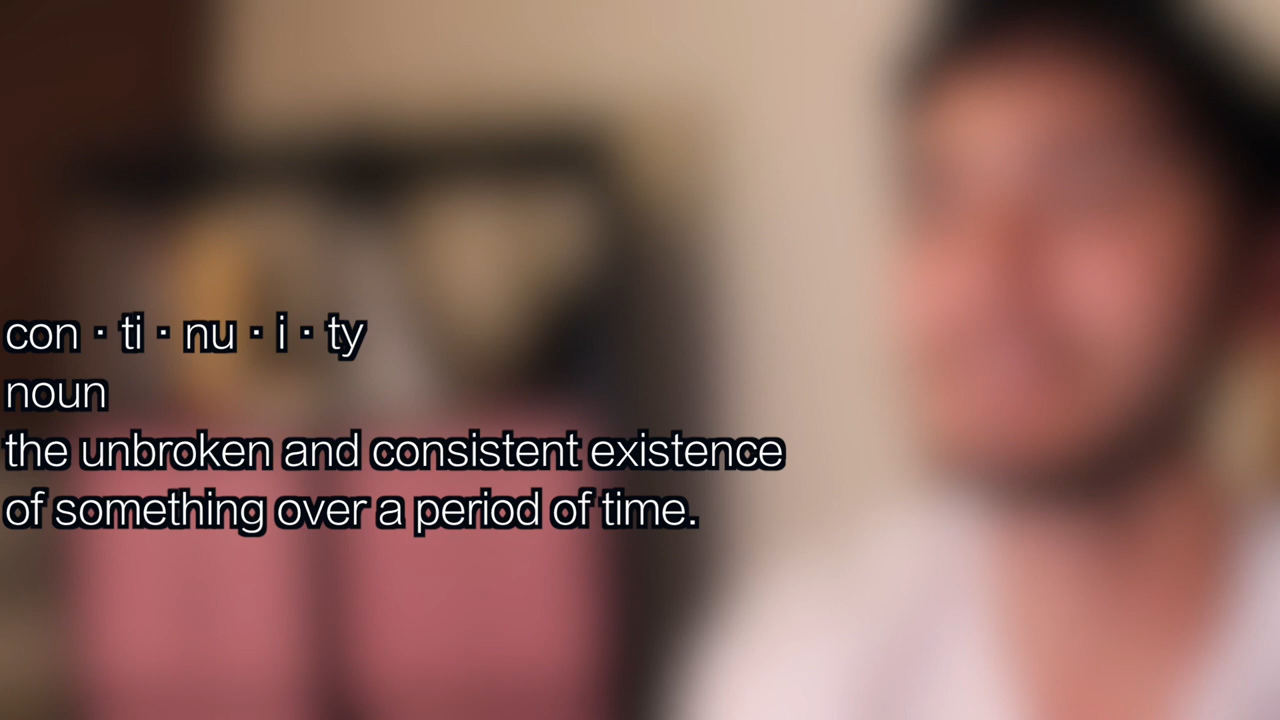 con · ti · nu · i · ty
noun
the unbroken and consistent existence
of something over a period of time.